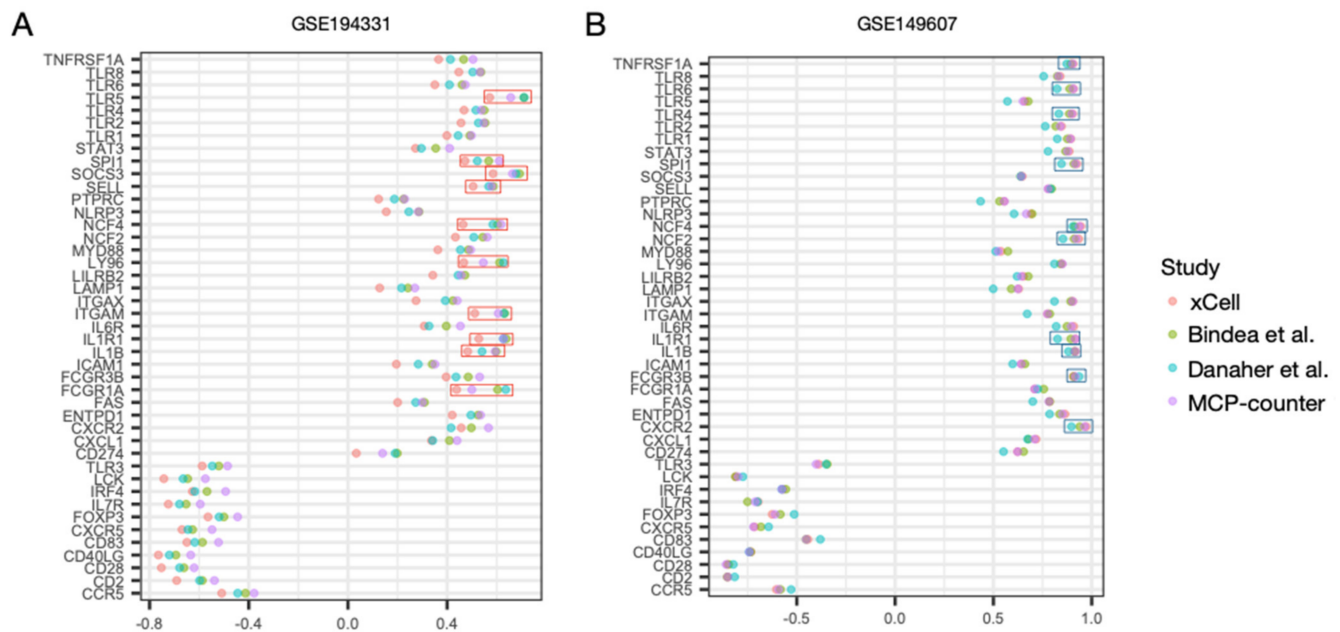 A
GSE194331
TNFRSF1A
TLR8
TLR6
TLR5
TLR4
TLR2
TLR1
STAT3
SPI1
SOCS3
SELL
PTPRC
NLRP3
NCF4
NCF2
MYD88
LY96
LILRB2
LAMP1
ITGAX
ITGAM
IL6R
IL1R1
IL1B
ICAM1
FCGR3B
FCGR1A
FAS
ENTPD1
CXCR2
CXCL1
CD274
TLR3
LCK
IRF4
IL7R
FOXP3
CXCR5
CD83
CD40LG
CD28
CD2
CCR5
-0.8 -0.4 0.0 0.4
B
GSE149607
TNFRSF1A
TLR8
TLR6
TLR5
TLR4
TLR2
TLR1
STAT3
SPI1
SOCS3
SELL
PTPRC
NLRP3
NCF4
NCF2
MYD88
LY96
LILRB2
LAMP1
ITGAX
ITGAM
IL6R
IL1R1
IL1B
ICAM1
FCGR3B
FCGR1A
FAS
ENTPD1
CXCR2
CXCL1
CD274
TLR3
LCK
IRF4
IL7R
FOXP3
CXCR5
CD83
CD40LG
CD28
CD2
CCR5
-0.5 0.0 0.5 1.0
Study
xCell
Bindea et al.
Danaher et al.
MCP-counter